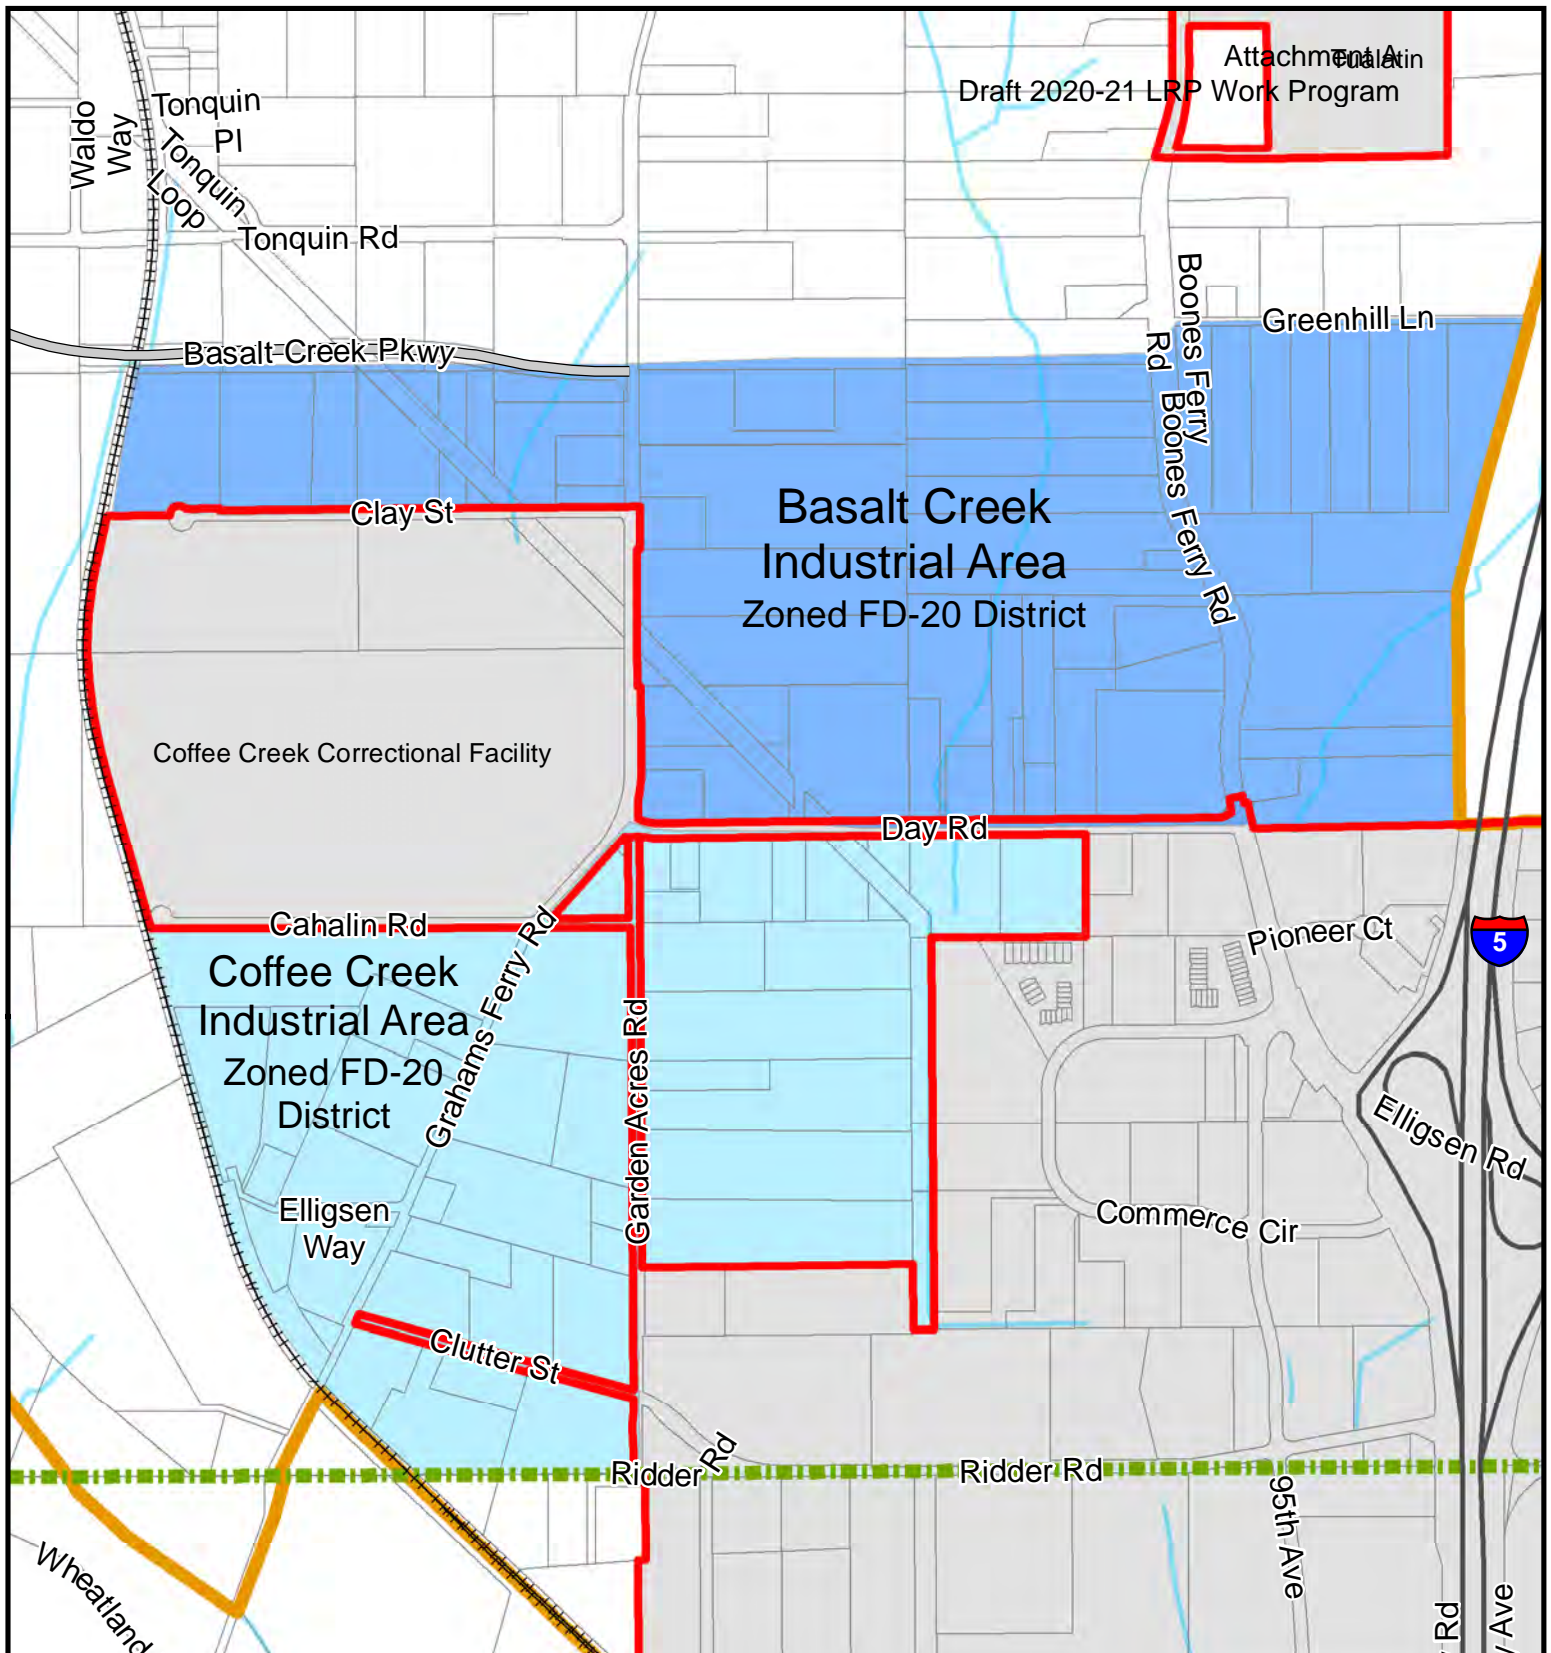 Attachment A
Tualatin
Draft 2020-21 LRP Work Program
Waldo
Way
Tonquin
Pl
Tonquin
Loop
Tonquin Rd
Basalt Creek Pkwy
Boones Ferry
Rd
Greenhill Ln
Boones Ferry Rd
Clay St
Basalt Creek
Industrial Area
Zoned FD-20 District
Coffee Creek Correctional Facility
Day Rd
Cahalin Rd
Grahams Ferry Rd
Pioneer Ct
5
Coffee Creek
Industrial Area
Zoned FD-20
District
Garden Acres Rd
Elligsen Rd
Elligsen
Way
Commerce Cir
Clutter St
Ridder Rd
Ridder Rd
95th Ave
Wheatland
Rd
Ave